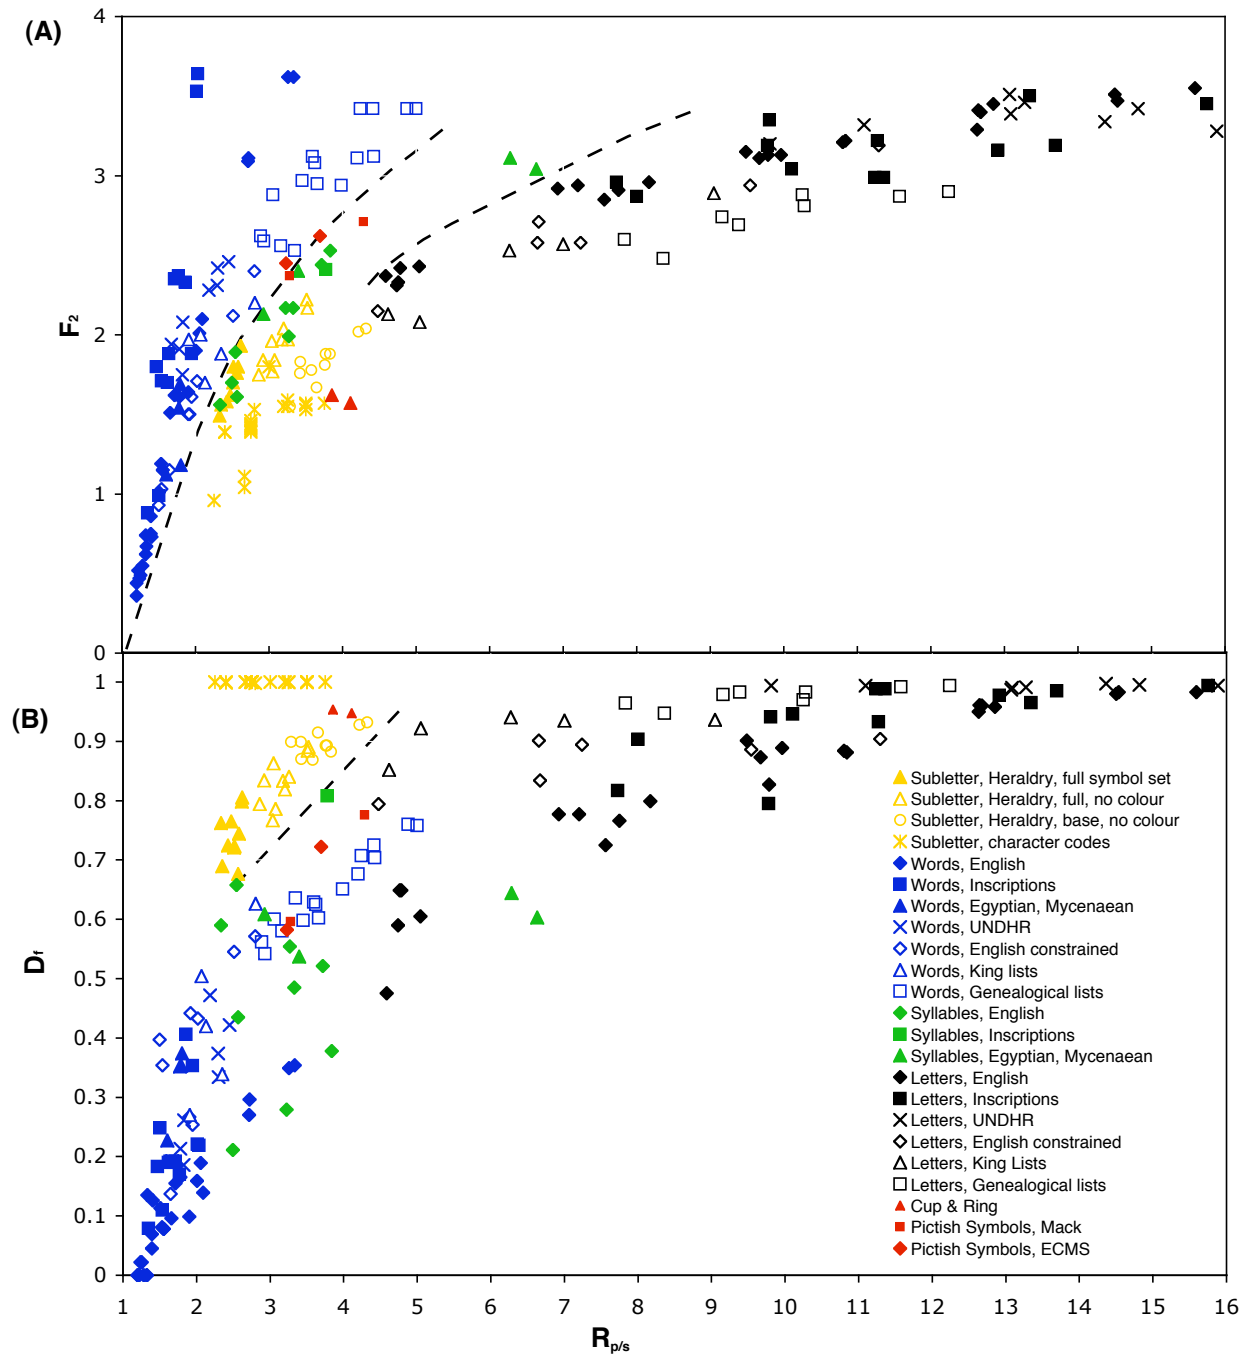 (A)
4
3
2
1
0
F2
(B)
1
0.9
0.8
0.7
0.6
0.5
0.4
0.3
0.2
0.1
0
Df
Subletter, Heraldry, full symbol set
Subletter, Heraldry, full, no colour
Subletter, Heraldry, base, no colour
Subletter, character codes
Words, English
Words, Inscriptions
Words, Egyptian, Mycenaean
Words, UNDHR
Words, English constrained
Words, King lists
Words, Genealogical lists
Syllables, English
Syllables, Inscriptions
Syllables, Egyptian, Mycenaean
Letters, English
Letters, Inscriptions
Letters, UNDHR
Letters, English constrained
Letters, King Lists
Letters, Genealogical lists
Cup & Ring
Pictish Symbols, Mack
Pictish Symbols, ECMS
1 2 3 4 5 6 7 8 9 10 11 12 13 14 15 16
Rp/s